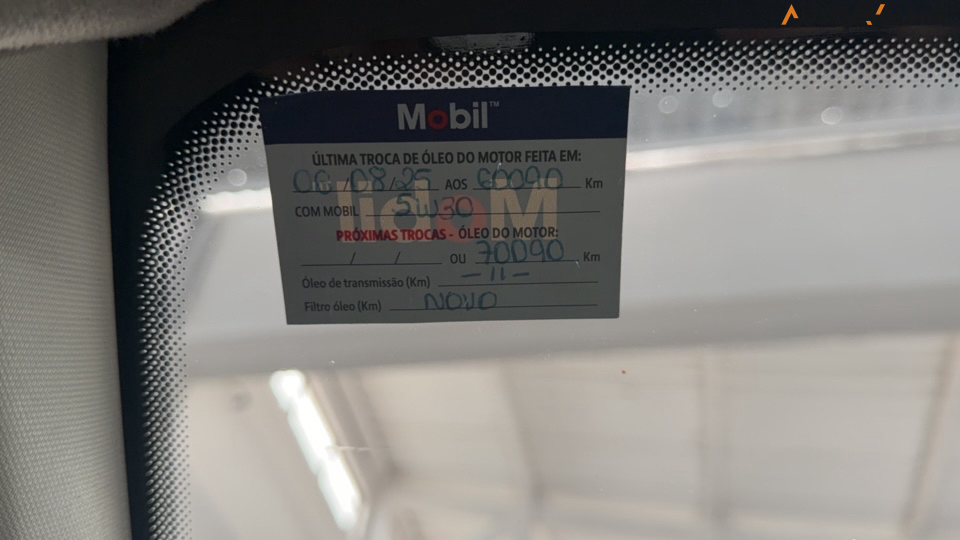 Mobil™
ÚLTIMA TROCA DE ÓLEO DO MOTOR FEITA EM:
06/08/25 AOS 60090 Km
COM MOBIL 5W30
PRÓXIMAS TROCAS - ÓLEO DO MOTOR:
/ / OU 70090 Km
Óleo de transmissão (Km) -11-
Filtro óleo (Km) NOVO